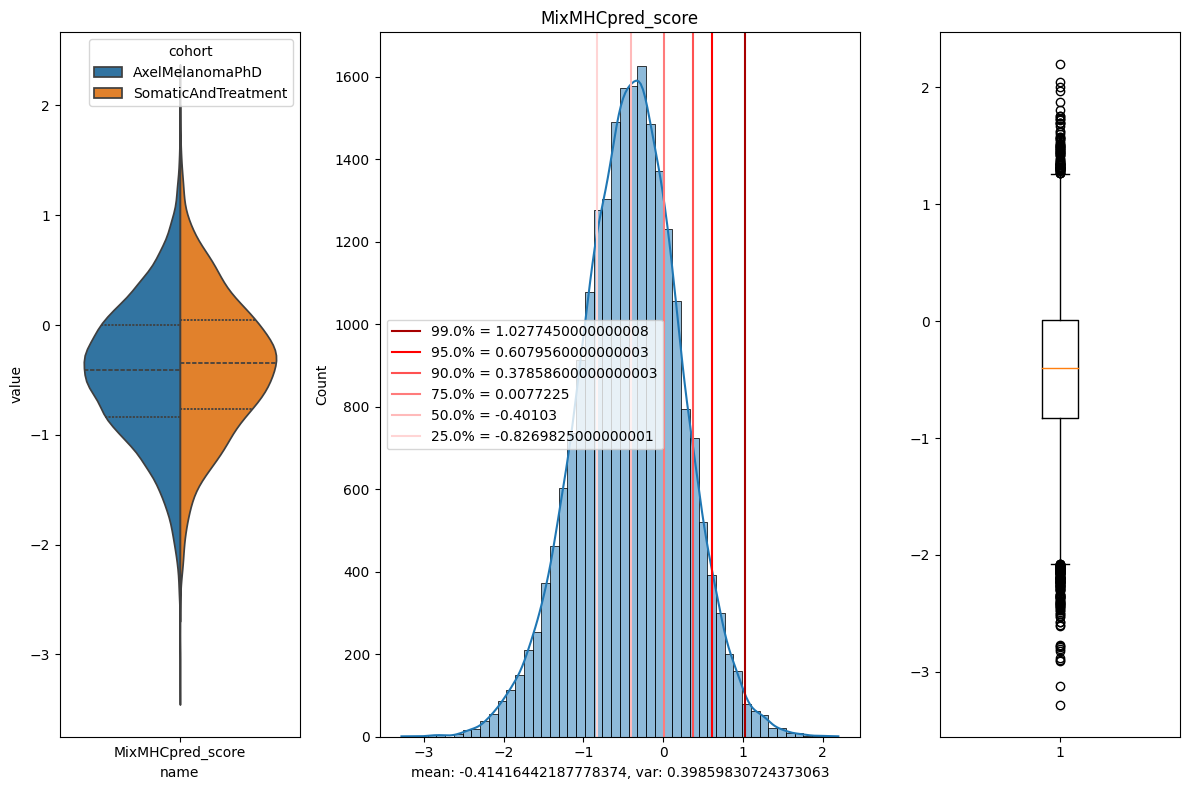 MixMHCpred_score
cohort
AxelMelanomaPhD
SomaticAndTreatment
value
2
1
0
−1
−2
−3
MixMHCpred_score
name
Count
1600
1400
1200
1000
800
600
400
200
0
99.0% = 1.0277450000000008
95.0% = 0.6079560000000003
90.0% = 0.37858600000000003
75.0% = 0.0077225
50.0% = -0.40103
25.0% = -0.8269825000000001
−3 −2 −1 0 1 2
mean: -0.41416442187778374, var: 0.39859830724373063
2
1
0
−1
−2
−3
1